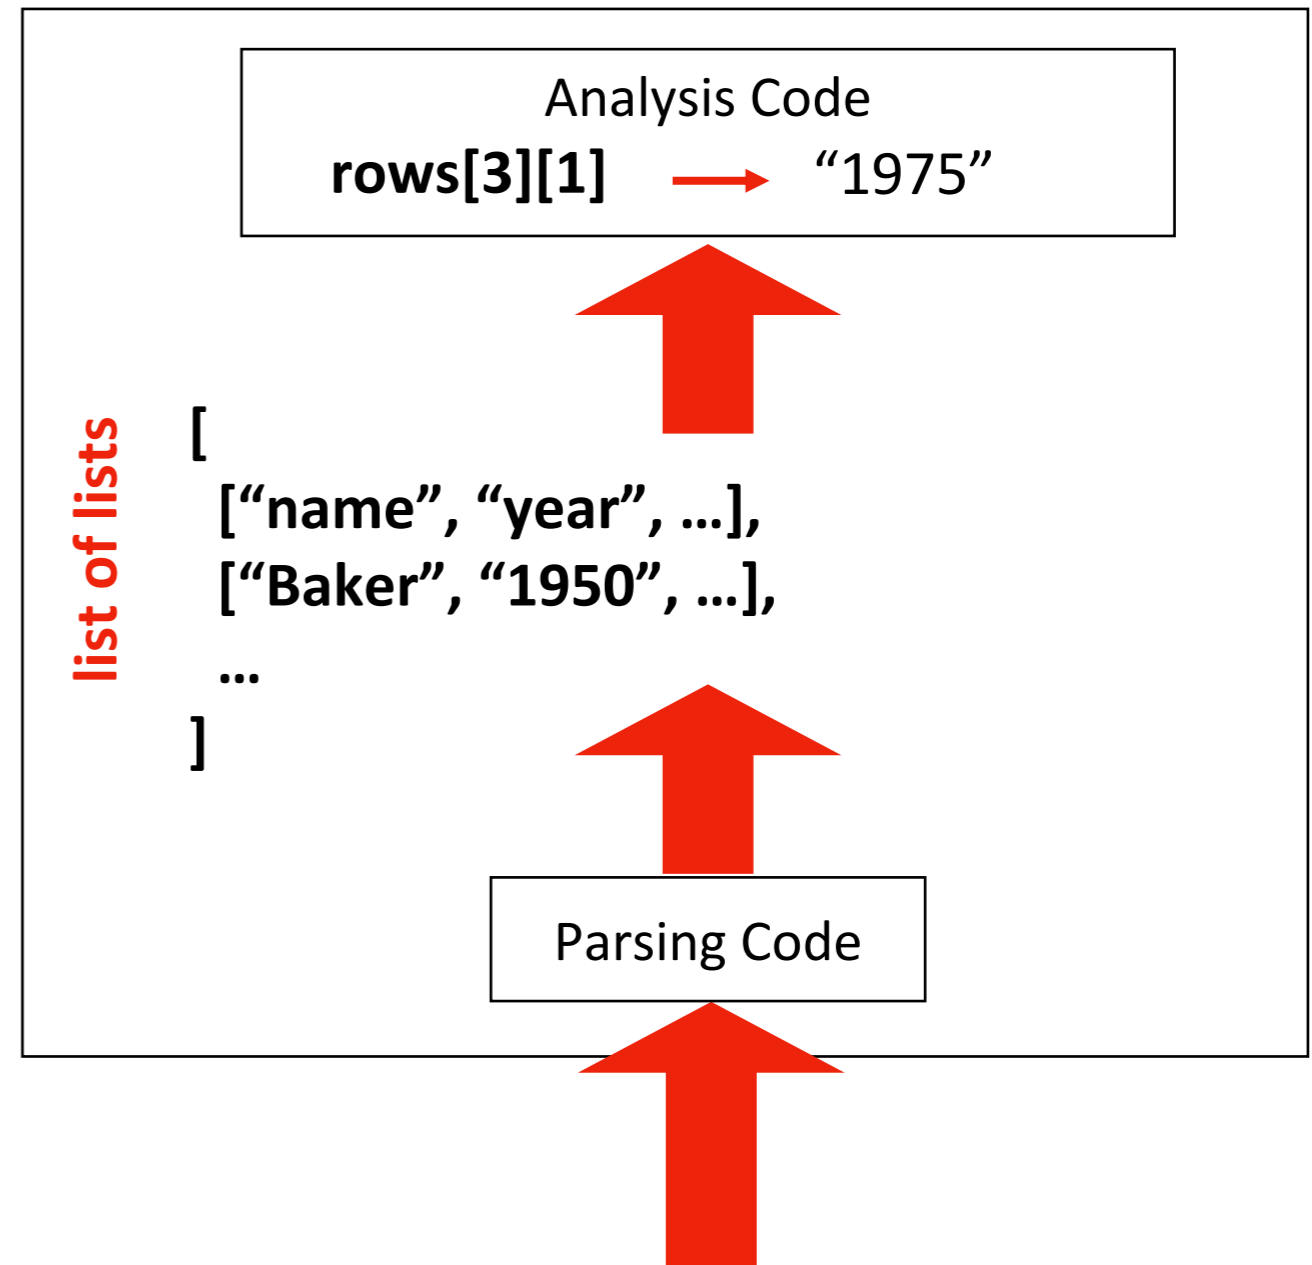 Analysis Code
rows[3][1] “1975”
list of lists
[
[“name”, “year”, …],
[“Baker”, “1950”, …],
…
]
Parsing Code